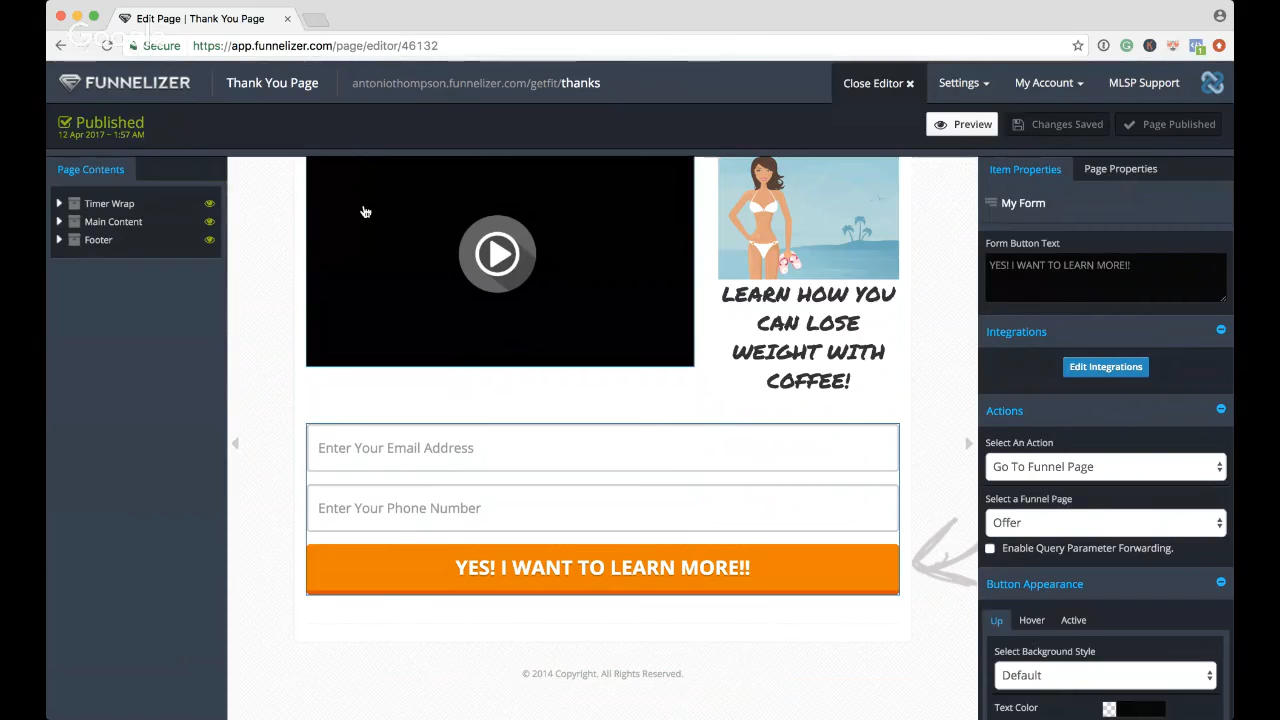 Edit Page | Thank You Page
Secure https://app.funnelizer.com/page/editor/46132
FUNNELIZER
Thank You Page
antoniothompson.funnelizer.com/getfit/thanks
Close Editor
Settings
My Account
MLSP Support
Published
12 Apr 2017 ~ 1:57 AM
Preview
Changes Saved
Page Published
Page Contents
Timer Wrap
Main Content
Footer
LEARN HOW YOU
CAN LOSE
WEIGHT WITH
COFFEE!
Enter Your Email Address
Enter Your Phone Number
YES! I WANT TO LEARN MORE!!
© 2014 Copyright. All Rights Reserved.
Item Properties
Page Properties
My Form
Form Button Text
YES! I WANT TO LEARN MORE!!
Integrations
Edit Integrations
Actions
Select An Action
Go To Funnel Page
Select a Funnel Page
Offer
Enable Query Parameter Forwarding.
Button Appearance
Up
Hover
Active
Select Background Style
Default
Text Color